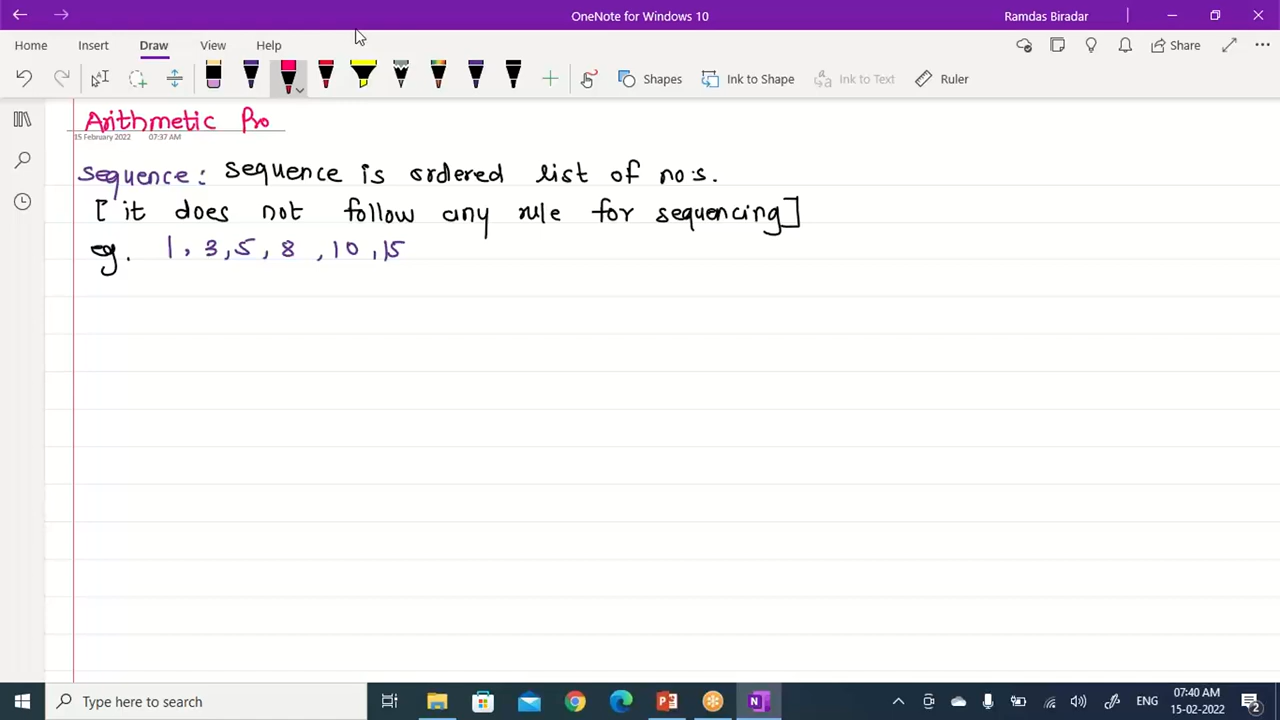 OneNote for Windows 10
Ramdas Biradar
Home Insert Draw View Help
Share
Shapes Ink to Shape Ink to Text Ruler
Arithmetic Pro
15 February 2022 07:37 AM
sequence: sequence is ordered list of no.s.
[it does not follow any rule for sequencing]
eg. 1, 3, 5, 8, 10, 15
Type here to search
ENG
07:40 AM
15-02-2022
2